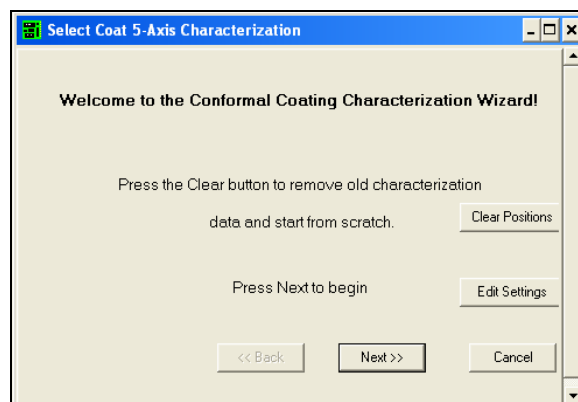 Select Coat 5-Axis Characterization
Welcome to the Conformal Coating Characterization Wizard!
Press the Clear button to remove old characterization
data and start from scratch.
Clear Positions
Press Next to begin
Edit Settings
<< Back
Next >>
Cancel